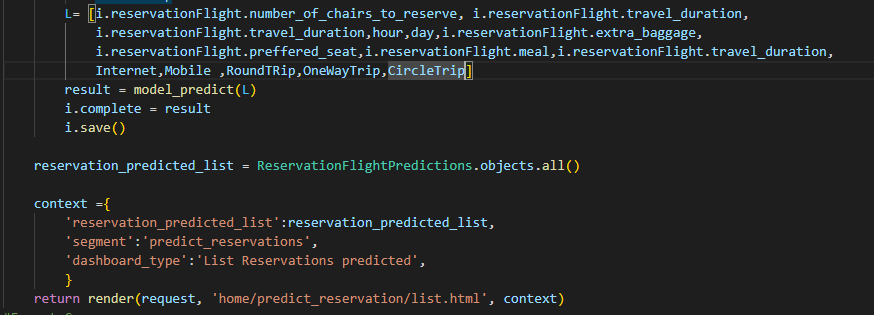 L= [i.reservationFlight.number_of_chairs_to_reserve, i.reservationFlight.travel_duration,
i.reservationFlight.travel_duration,hour,day,i.reservationFlight.extra_baggage,
i.reservationFlight.preffered_seat,i.reservationFlight.meal,i.reservationFlight.travel_duration,
Internet,Mobile ,RoundTRip,OneWayTrip,CircleTrip]
result = model_predict(L)
i.complete = result
i.save()
reservation_predicted_list = ReservationFlightPredictions.objects.all()
context ={
'reservation_predicted_list':reservation_predicted_list,
'segment':'predict_reservations',
'dashboard_type':'List Reservations predicted',
}
return render(request, 'home/predict_reservation/list.html', context)